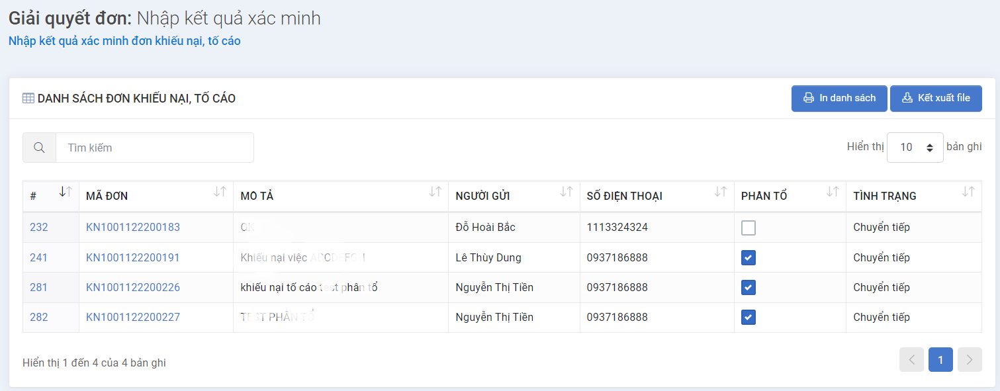 Giải quyết đơn: Nhập kết quả xác minh
Nhập kết quả xác minh đơn khiếu nại, tố cáo
DANH SÁCH ĐƠN KHIẾU NẠI, TỐ CÁO In danh sách Kết xuất file
Tìm kiếm Hiển thị 10 bản ghi
# MÃ ĐƠN MÔ TẢ NGƯỜI GỬI SỐ ĐIỆN THOẠI PHÂN TỔ TÌNH TRẠNG
232 KN1001122200183 OK Đỗ Hoài Bắc 1113324324 Chuyển tiếp
241 KN1001122200191 Khiếu nại việc Lê Thùy Dung 0937186888 Chuyển tiếp
281 KN1001122200226 khiếu nại tố cáo test phân tổ Nguyễn Thị Tiền 0937186888 Chuyển tiếp
282 KN1001122200227 TEST PHÂN TỔ Nguyễn Thị Tiền 0937186888 Chuyển tiếp
Hiển thị 1 đến 4 của 4 bản ghi 1